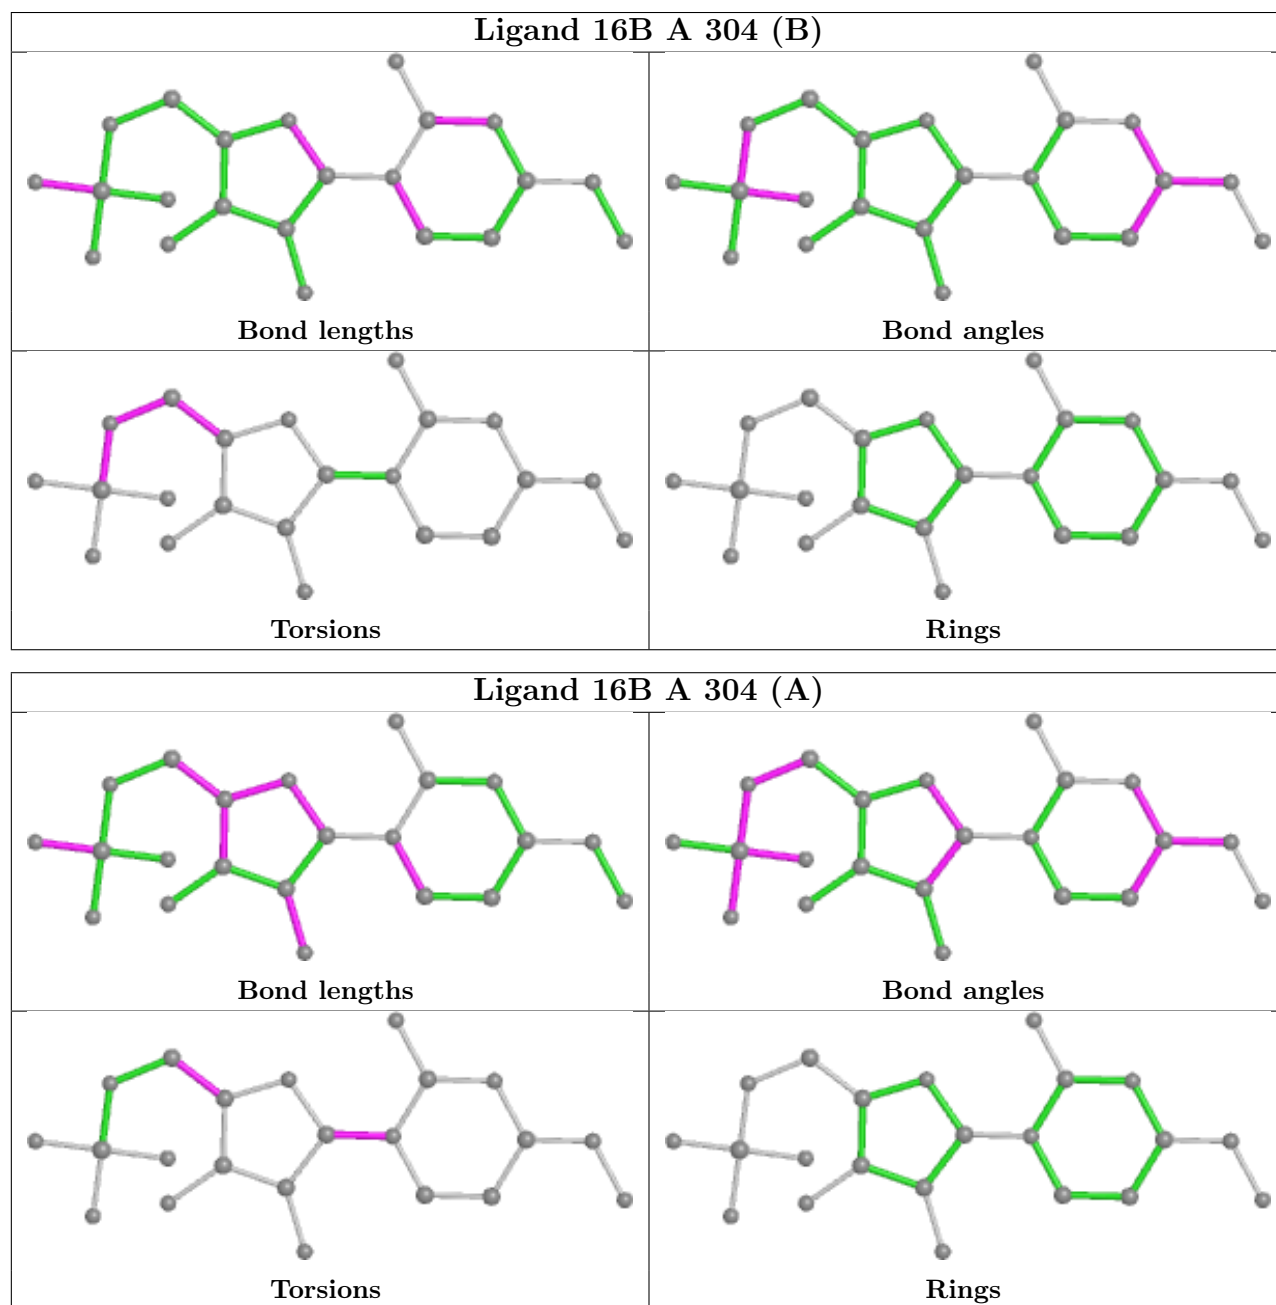 Ligand 16B A 304 (B)
Bond lengths
Bond angles
Torsions
Rings
Ligand 16B A 304 (A)
Bond lengths
Bond angles
Torsions
Rings